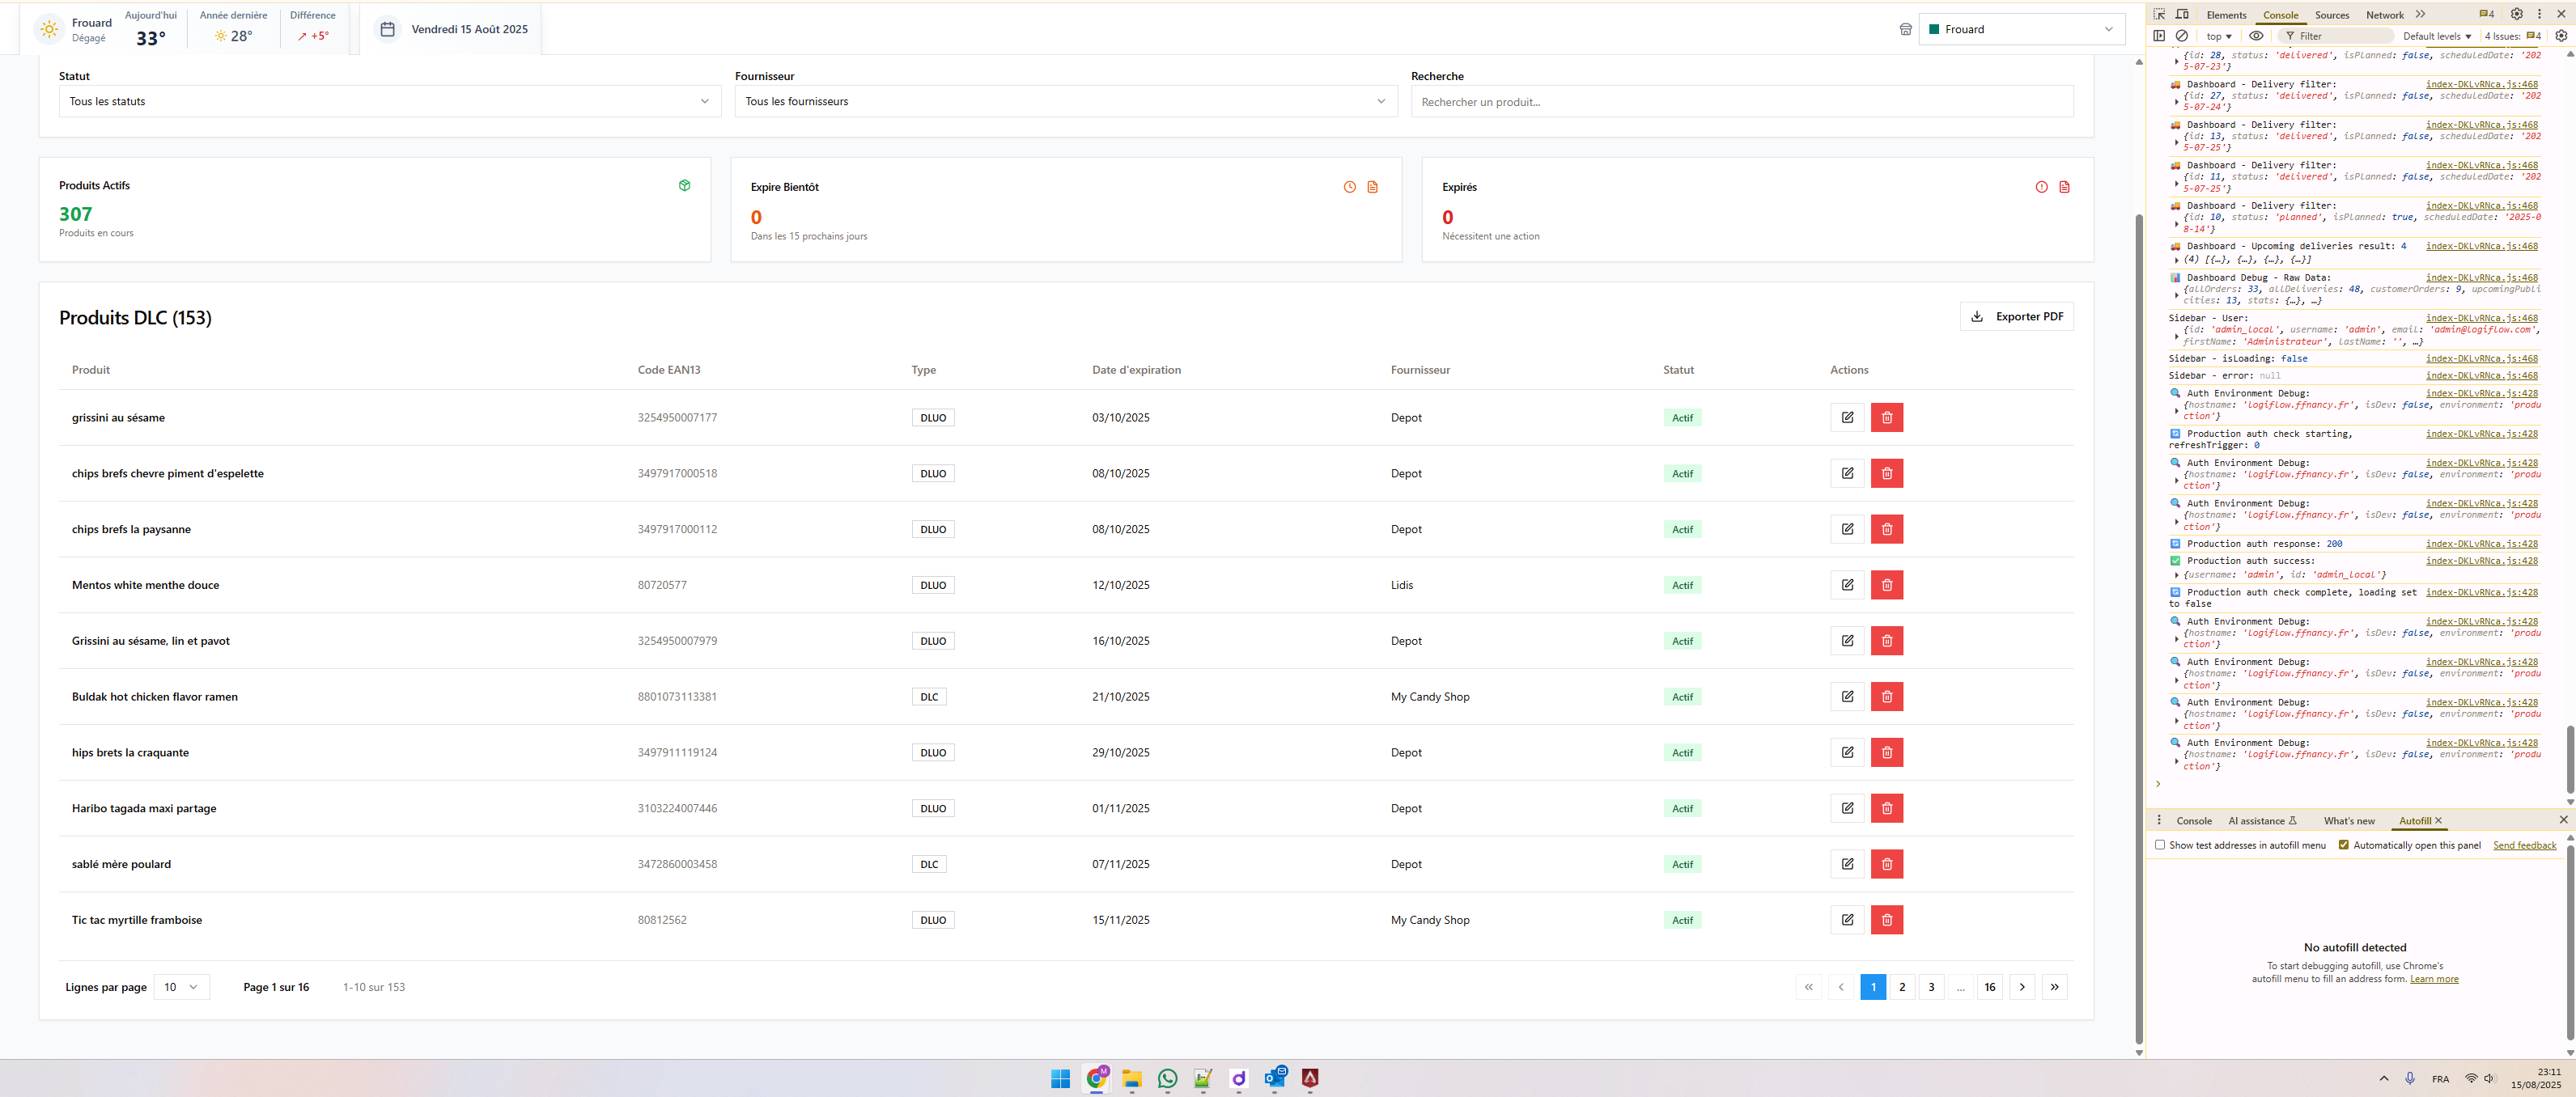 Frouard
Dégagé
Aujourd'hui
33°
Année dernière
28°
Différence
+5°
Vendredi 15 Août 2025
Frouard
Statut
Tous les statuts
Fournisseur
Tous les fournisseurs
Recherche
Rechercher un produit...
Produits Actifs
307
Produits en cours
Expire Bientôt
0
Dans les 15 prochains jours
Expirés
0
Nécessitent une action
Produits DLC (153)
Exporter PDF
Produit Code EAN13 Type Date d'expiration Fournisseur Statut Actions
grissini au sésame 3254950007177 DLUO 03/10/2025 Depot Actif
chips brefs chevre piment d'espelette 3497917000518 DLUO 08/10/2025 Depot Actif
chips brefs la paysanne 3497917000112 DLUO 08/10/2025 Depot Actif
Mentos white menthe douce 80720577 DLUO 12/10/2025 Lidis Actif
Grissini au sésame, lin et pavot 3254950007979 DLUO 16/10/2025 Depot Actif
Buldak hot chicken flavor ramen 8801073113381 DLC 21/10/2025 My Candy Shop Actif
hips brets la craquante 3497911119124 DLUO 29/10/2025 Depot Actif
Haribo tagada maxi partage 3103224007446 DLUO 01/11/2025 Depot Actif
sablé mère poulard 3472860003458 DLC 07/11/2025 Depot Actif
Tic tac myrtille framboise 80812562 DLUO 15/11/2025 My Candy Shop Actif
Lignes par page 10 Page 1 sur 16 1-10 sur 153
« ‹ 1 2 3 ... 16 › »
Elements Console Sources Network » 4
top Filter Default levels 4 Issues: 4
{id: 28, status: 'delivered', isPlanned: false, scheduledDate: '202
5-07-23'}
Dashboard - Delivery filter: index-DKLvRNca.js:468
{id: 27, status: 'delivered', isPlanned: false, scheduledDate: '202
5-07-24'}
Dashboard - Delivery filter: index-DKLvRNca.js:468
{id: 13, status: 'delivered', isPlanned: false, scheduledDate: '202
5-07-25'}
Dashboard - Delivery filter: index-DKLvRNca.js:468
{id: 11, status: 'delivered', isPlanned: false, scheduledDate: '202
5-07-25'}
Dashboard - Delivery filter: index-DKLvRNca.js:468
{id: 10, status: 'planned', isPlanned: true, scheduledDate: '2025-0
8-14'}
Dashboard - Upcoming deliveries result: 4 index-DKLvRNca.js:468
(4) [{…}, {…}, {…}, {…}]
Dashboard Debug - Raw Data: index-DKLvRNca.js:468
{allOrders: 33, allDeliveries: 48, customerOrders: 9, upcomingPubli
cities: 13, stats: {…}, …}
Sidebar - User: index-DKLvRNca.js:468
{id: 'admin_local', username: 'admin', email: 'admin@logiflow.com',
firstName: 'Administrateur', lastName: '', …}
Sidebar - isLoading: false index-DKLvRNca.js:468
Sidebar - error: null index-DKLvRNca.js:468
Auth Environment Debug: index-DKLvRNca.js:428
{hostname: 'logiflow.ffnancy.fr', isDev: false, environment: 'produ
ction'}
Production auth check starting, index-DKLvRNca.js:428
refreshTrigger: 0
Auth Environment Debug: index-DKLvRNca.js:428
{hostname: 'logiflow.ffnancy.fr', isDev: false, environment: 'produ
ction'}
Auth Environment Debug: index-DKLvRNca.js:428
{hostname: 'logiflow.ffnancy.fr', isDev: false, environment: 'produ
ction'}
Production auth response: 200 index-DKLvRNca.js:428
Production auth success: index-DKLvRNca.js:428
{username: 'admin', id: 'admin_local'}
Production auth check complete, loading set index-DKLvRNca.js:428
to false
Auth Environment Debug: index-DKLvRNca.js:428
{hostname: 'logiflow.ffnancy.fr', isDev: false, environment: 'produ
ction'}
Auth Environment Debug: index-DKLvRNca.js:428
{hostname: 'logiflow.ffnancy.fr', isDev: false, environment: 'produ
ction'}
Auth Environment Debug: index-DKLvRNca.js:428
{hostname: 'logiflow.ffnancy.fr', isDev: false, environment: 'produ
ction'}
Auth Environment Debug: index-DKLvRNca.js:428
{hostname: 'logiflow.ffnancy.fr', isDev: false, environment: 'produ
ction'}
Console AI assistance What's new Autofill
Show test addresses in autofill menu Automatically open this panel Send feedback
No autofill detected
To start debugging autofill, use Chrome's
autofill menu to fill an address form. Learn more
FRA
23:11
15/08/2025